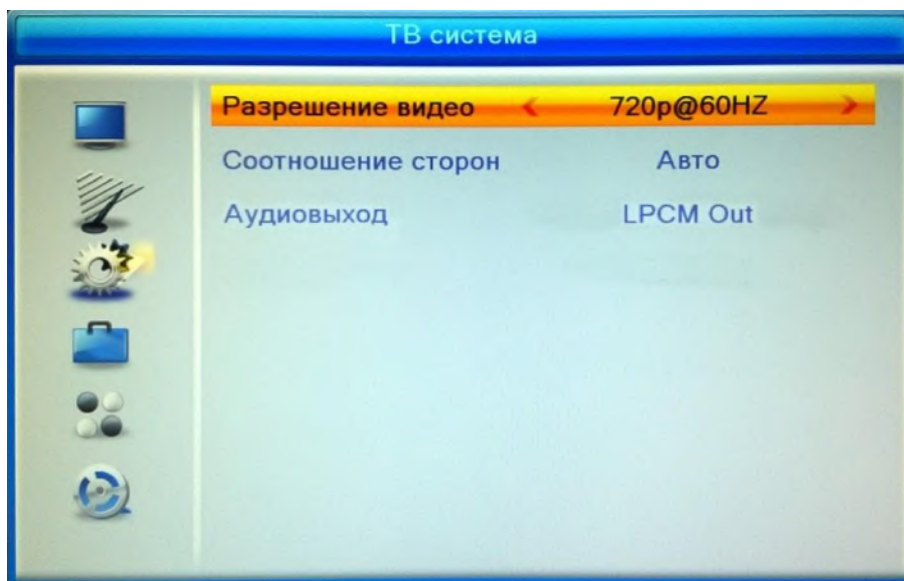 ТВ система
Разрешение видео 720p@60HZ
Соотношение сторон Авто
Аудиовыход LPCM Out